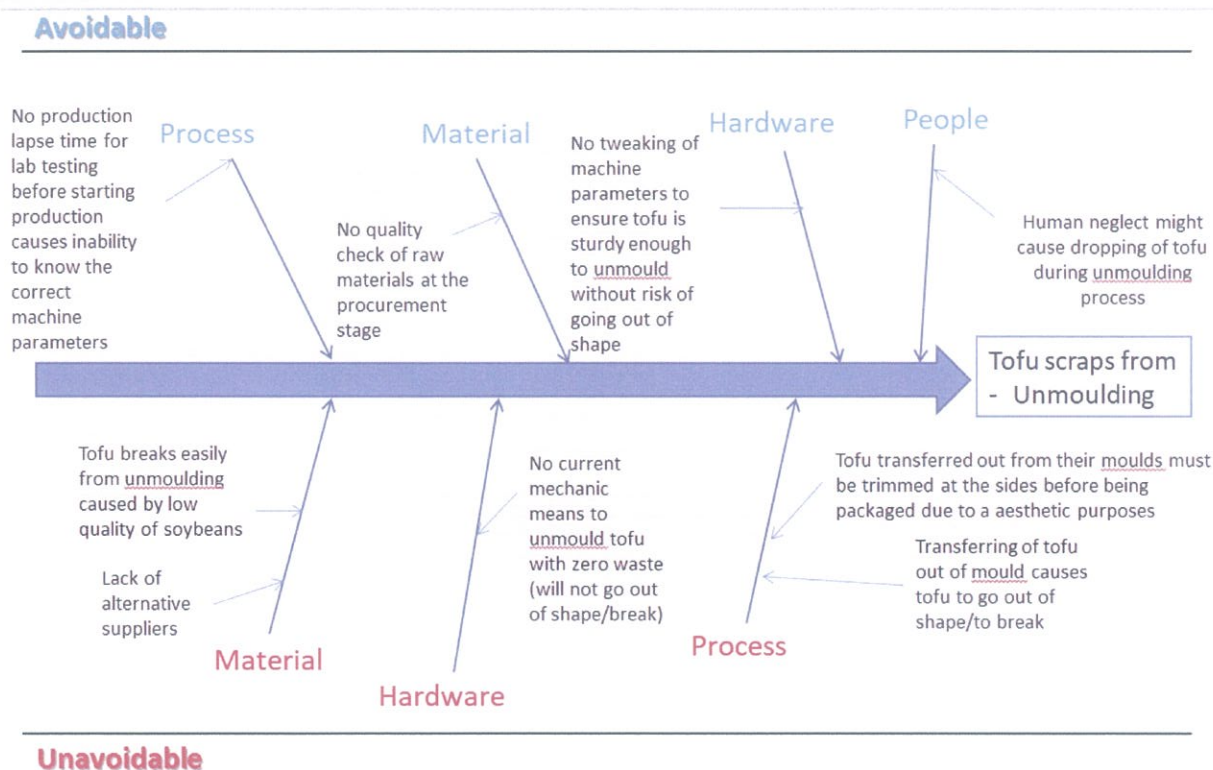 Avoidable
No production
lapse time for
lab testing
before starting
production
causes inability
to know the
correct
machine
parameters
Process
No quality
check of raw
materials at the
procurement
stage
Material
No tweaking of
machine
parameters to
ensure tofu is
sturdy enough
to unmould
without risk of
going out of
shape
Hardware
People
Human neglect might
cause dropping of tofu
during unmoulding
process
Tofu scraps from
- Unmoulding
Tofu breaks easily
from unmoulding
caused by low
quality of soybeans
Lack of
alternative
suppliers
Material
No current
mechanic
means to
unmould tofu
with zero waste
(will not go out
of shape/break)
Hardware
Tofu transferred out from their moulds must
be trimmed at the sides before being
packaged due to a aesthetic purposes
Transferring of tofu
out of mould causes
tofu to go out of
shape/to break
Process
Unavoidable